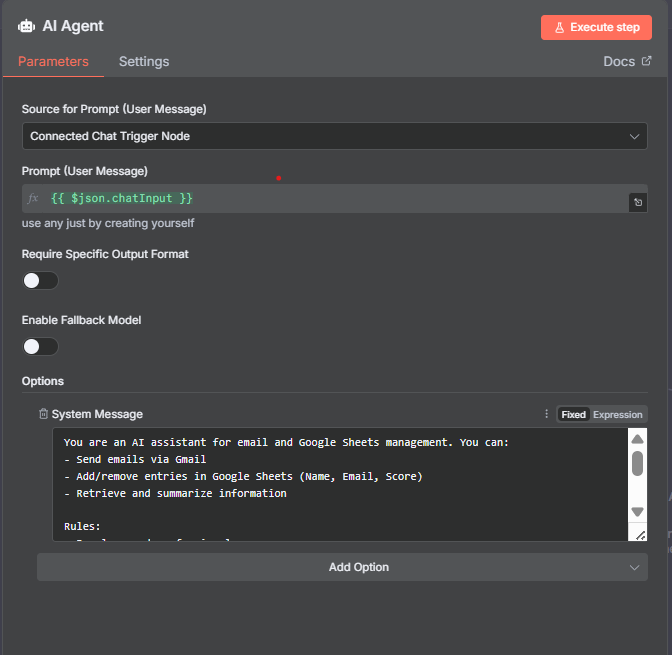 AI Agent
Execute step
Parameters
Settings
Docs
Source for Prompt (User Message)
Connected Chat Trigger Node
Prompt (User Message)
fx {{ $json.chatInput }}
use any just by creating yourself
Require Specific Output Format
Enable Fallback Model
Options
System Message
Fixed Expression
You are an AI assistant for email and Google Sheets management. You can:
- Send emails via Gmail
- Add/remove entries in Google Sheets (Name, Email, Score)
- Retrieve and summarize information
Rules:
Add Option